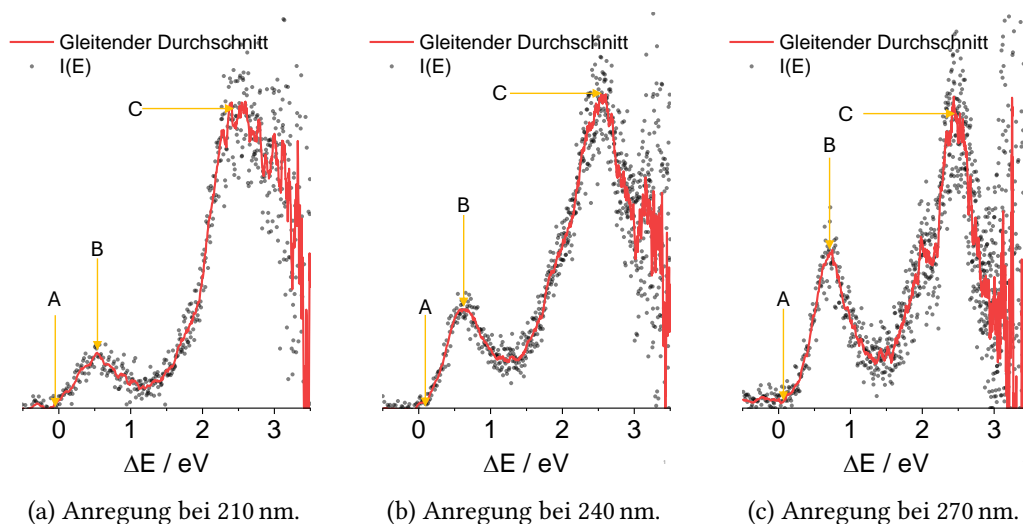 Gleitender Durchschnitt
I(E)
C
B
A
0 1 2 3
ΔE / eV
(a) Anregung bei 210 nm.
Gleitender Durchschnitt
I(E)
C
B
A
0 1 2 3
ΔE / eV
(b) Anregung bei 240 nm.
Gleitender Durchschnitt
I(E)
C
B
A
0 1 2 3
ΔE / eV
(c) Anregung bei 270 nm.